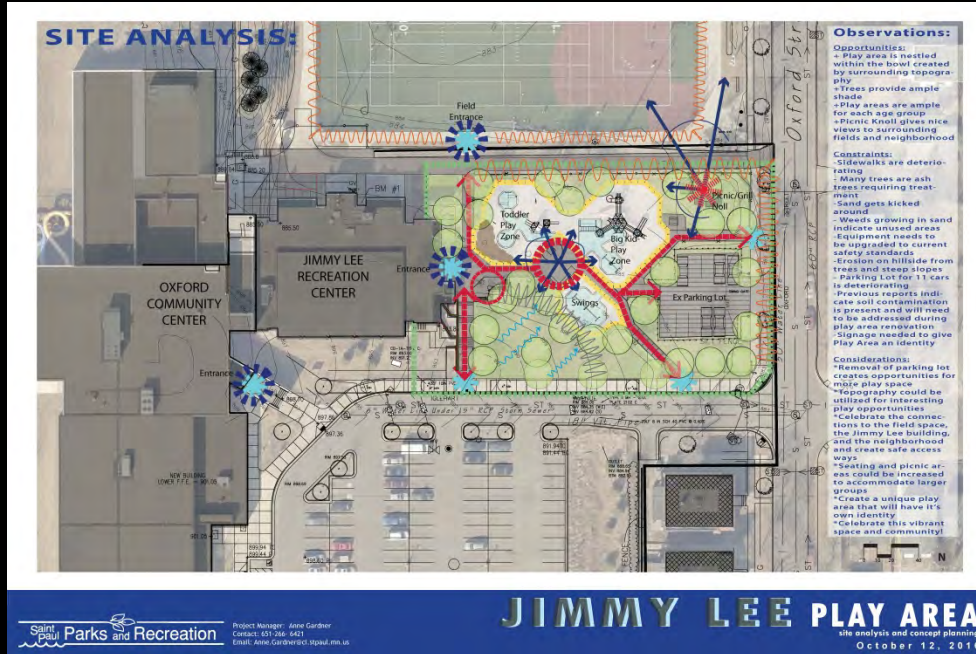 SITE ANALYSIS:
Field
Entrance
Oxford Str
BM #1
Toddler
Play
Zone
Big Kid
Play
Zone
Picnic/Grill
Noll
JIMMY LEE
RECREATION
CENTER
Entrance
OXFORD
COMMUNITY
CENTER
Swings
Ex Parking Lot
Entrance
NEW BUILDING
Observations:
Opportunities:
+ Play area is nestled
within the bowl created
by surrounding topogra-
phy
+Trees provide ample
shade
+Play areas are ample
for each age group
+Picnic Knoll gives nice
views to surrounding
fields and neighborhood
Constraints:
-Sidewalks are deterio-
rating
- Many trees are ash
trees requiring treat-
ment
-Sand gets kicked
around
- Weeds growing in sand
indicate unused areas
-Equipment needs to
be upgraded to current
safety standards
-Erosion on hillside from
trees and steep slopes
- Parking Lot for 11 cars
is deteriorating
-Previous reports indi-
cate soil contamination
is present and will need
to be addressed during
play area renovation
-Signage needed to give
Play Area an identity
Considerations:
*Removal of parking lot
creates opportunities for
more play space
*Topography could be
utilized for interesting
play opportunities
*Celebrate the connec-
tions to the field space,
the Jimmy Lee building,
and the neighborhood
and create safe access
ways
*Seating and picnic ar-
eas could be increased
to accommodate larger
groups
*Create a unique play
area that will have it's
own identity
*Celebrate this vibrant
space and community!
N
Saint Paul Parks and Recreation
Project Manager: Anne Gardner
Contact: 651-266- 6421
Email: Anne.Gardner@ci.stpaul.mn.us
JIMMY LEE PLAY AREA
site analysis and concept planning
October 12, 2010